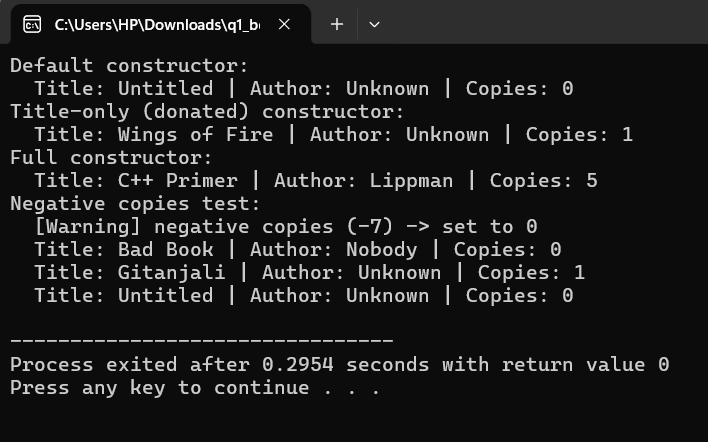 C:\Users\HP\Downloads\q1_b
Default constructor:
  Title: Untitled | Author: Unknown | Copies: 0
Title-only (donated) constructor:
  Title: Wings of Fire | Author: Unknown | Copies: 1
Full constructor:
  Title: C++ Primer | Author: Lippman | Copies: 5
Negative copies test:
  [Warning] negative copies (-7) -> set to 0
  Title: Bad Book | Author: Nobody | Copies: 0
  Title: Gitanjali | Author: Unknown | Copies: 1
  Title: Untitled | Author: Unknown | Copies: 0
--------------------------------
Process exited after 0.2954 seconds with return value 0
Press any key to continue . . .